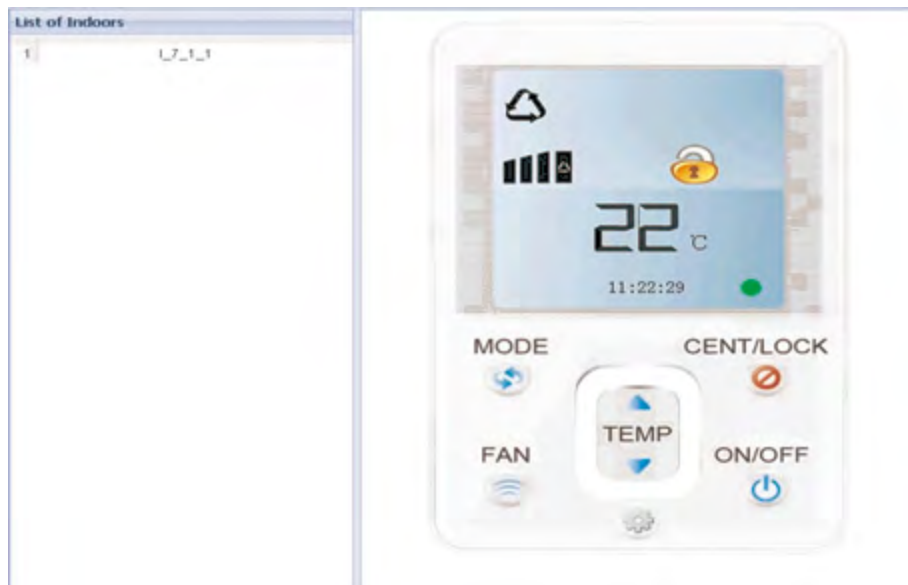 List of Indoors
1 I_7_1_1
22 ℃
11:22:29
MODE
CENT/LOCK
TEMP
FAN
ON/OFF